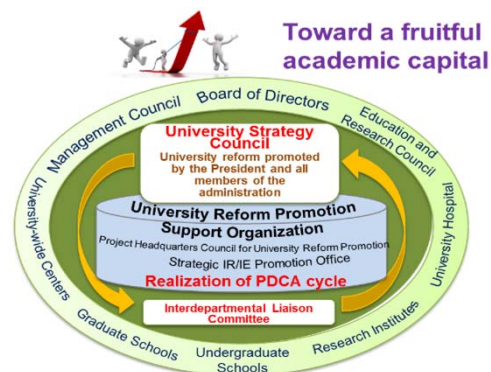 Toward a fruitful
academic capital
Management Council
Board of Directors
Education and
Research Council
University Strategy
Council
University reform promoted
by the President and all
members of the
administration
University-wide Centers
University Hospital
University Reform Promotion
Support Organization
Project Headquarters Council for University Reform Promotion
Strategic IR/IE Promotion Office
Realization of PDCA cycle
Interdepartmental Liaison
Committee
Graduate Schools
Undergraduate
Schools
Research Institutes